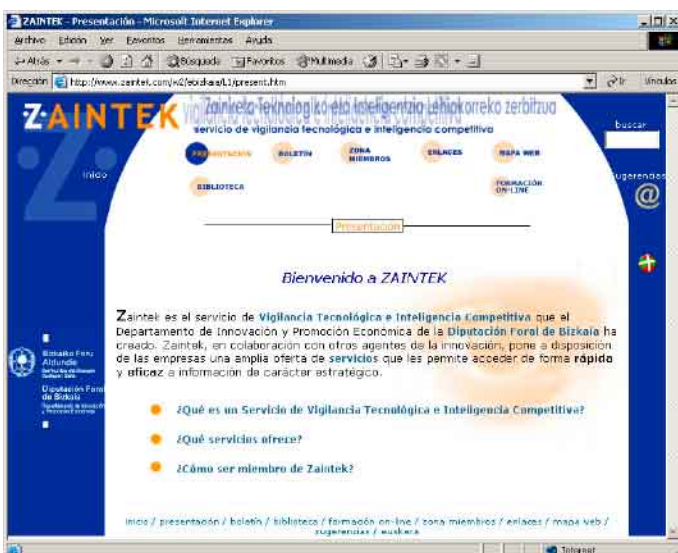 ZAINTEK - Presentación - Microsoft Internet Explorer
Archivo Edición Ver Favoritos Herramientas Ayuda
Atrás Búsqueda Favoritos Multimedia
Dirección http://www.zaintek.com/w2/ebizkaia/L1/present.htm Ir Vínculos
ZAINTEK
Zainketa Teknologiko eta Inteligentzia Lehiakorreko zerbitzua
servicio de vigilancia tecnológica e inteligencia competitiva
buscar
PRESENTACIÓN BOLETÍN ZONA MIEMBROS ENLACES MAPA WEB
inicio
BIBLIOTECA FORMACIÓN ON-LINE
sugerencias
@
Presentación
Bienvenido a ZAINTEK
Zaintek es el servicio de Vigilancia Tecnológica e Inteligencia Competitiva que el
Departamento de Innovación y Promoción Económica de la Diputación Foral de Bizkaia ha
creado. Zaintek, en colaboración con otros agentes de la innovación, pone a disposición
de las empresas una amplia oferta de servicios que les permite acceder de forma rápida
y eficaz a información de carácter estratégico.
Bizkaiko Foru
Aldundia
Diputación Foral
de Bizkaia
¿Qué es un Servicio de Vigilancia Tecnológica e Inteligencia Competitiva?
¿Qué servicios ofrece?
¿Cómo ser miembro de Zaintek?
inicio / presentación / boletín / biblioteca / formación on-line / zona miembros / enlaces / mapa web /
sugerencias / euskera
Internet